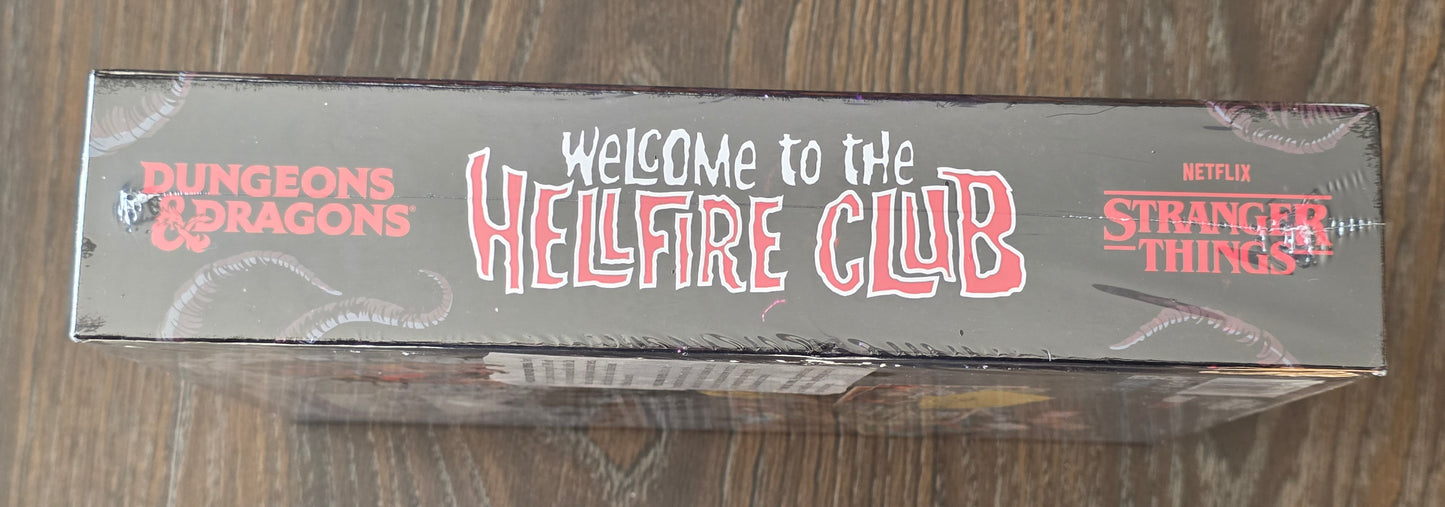 DUNGEONS
& DRAGONS®
WELCOME to tHE
HELLFIRE CLUB
NETFLIX
STRANGER
THINGS